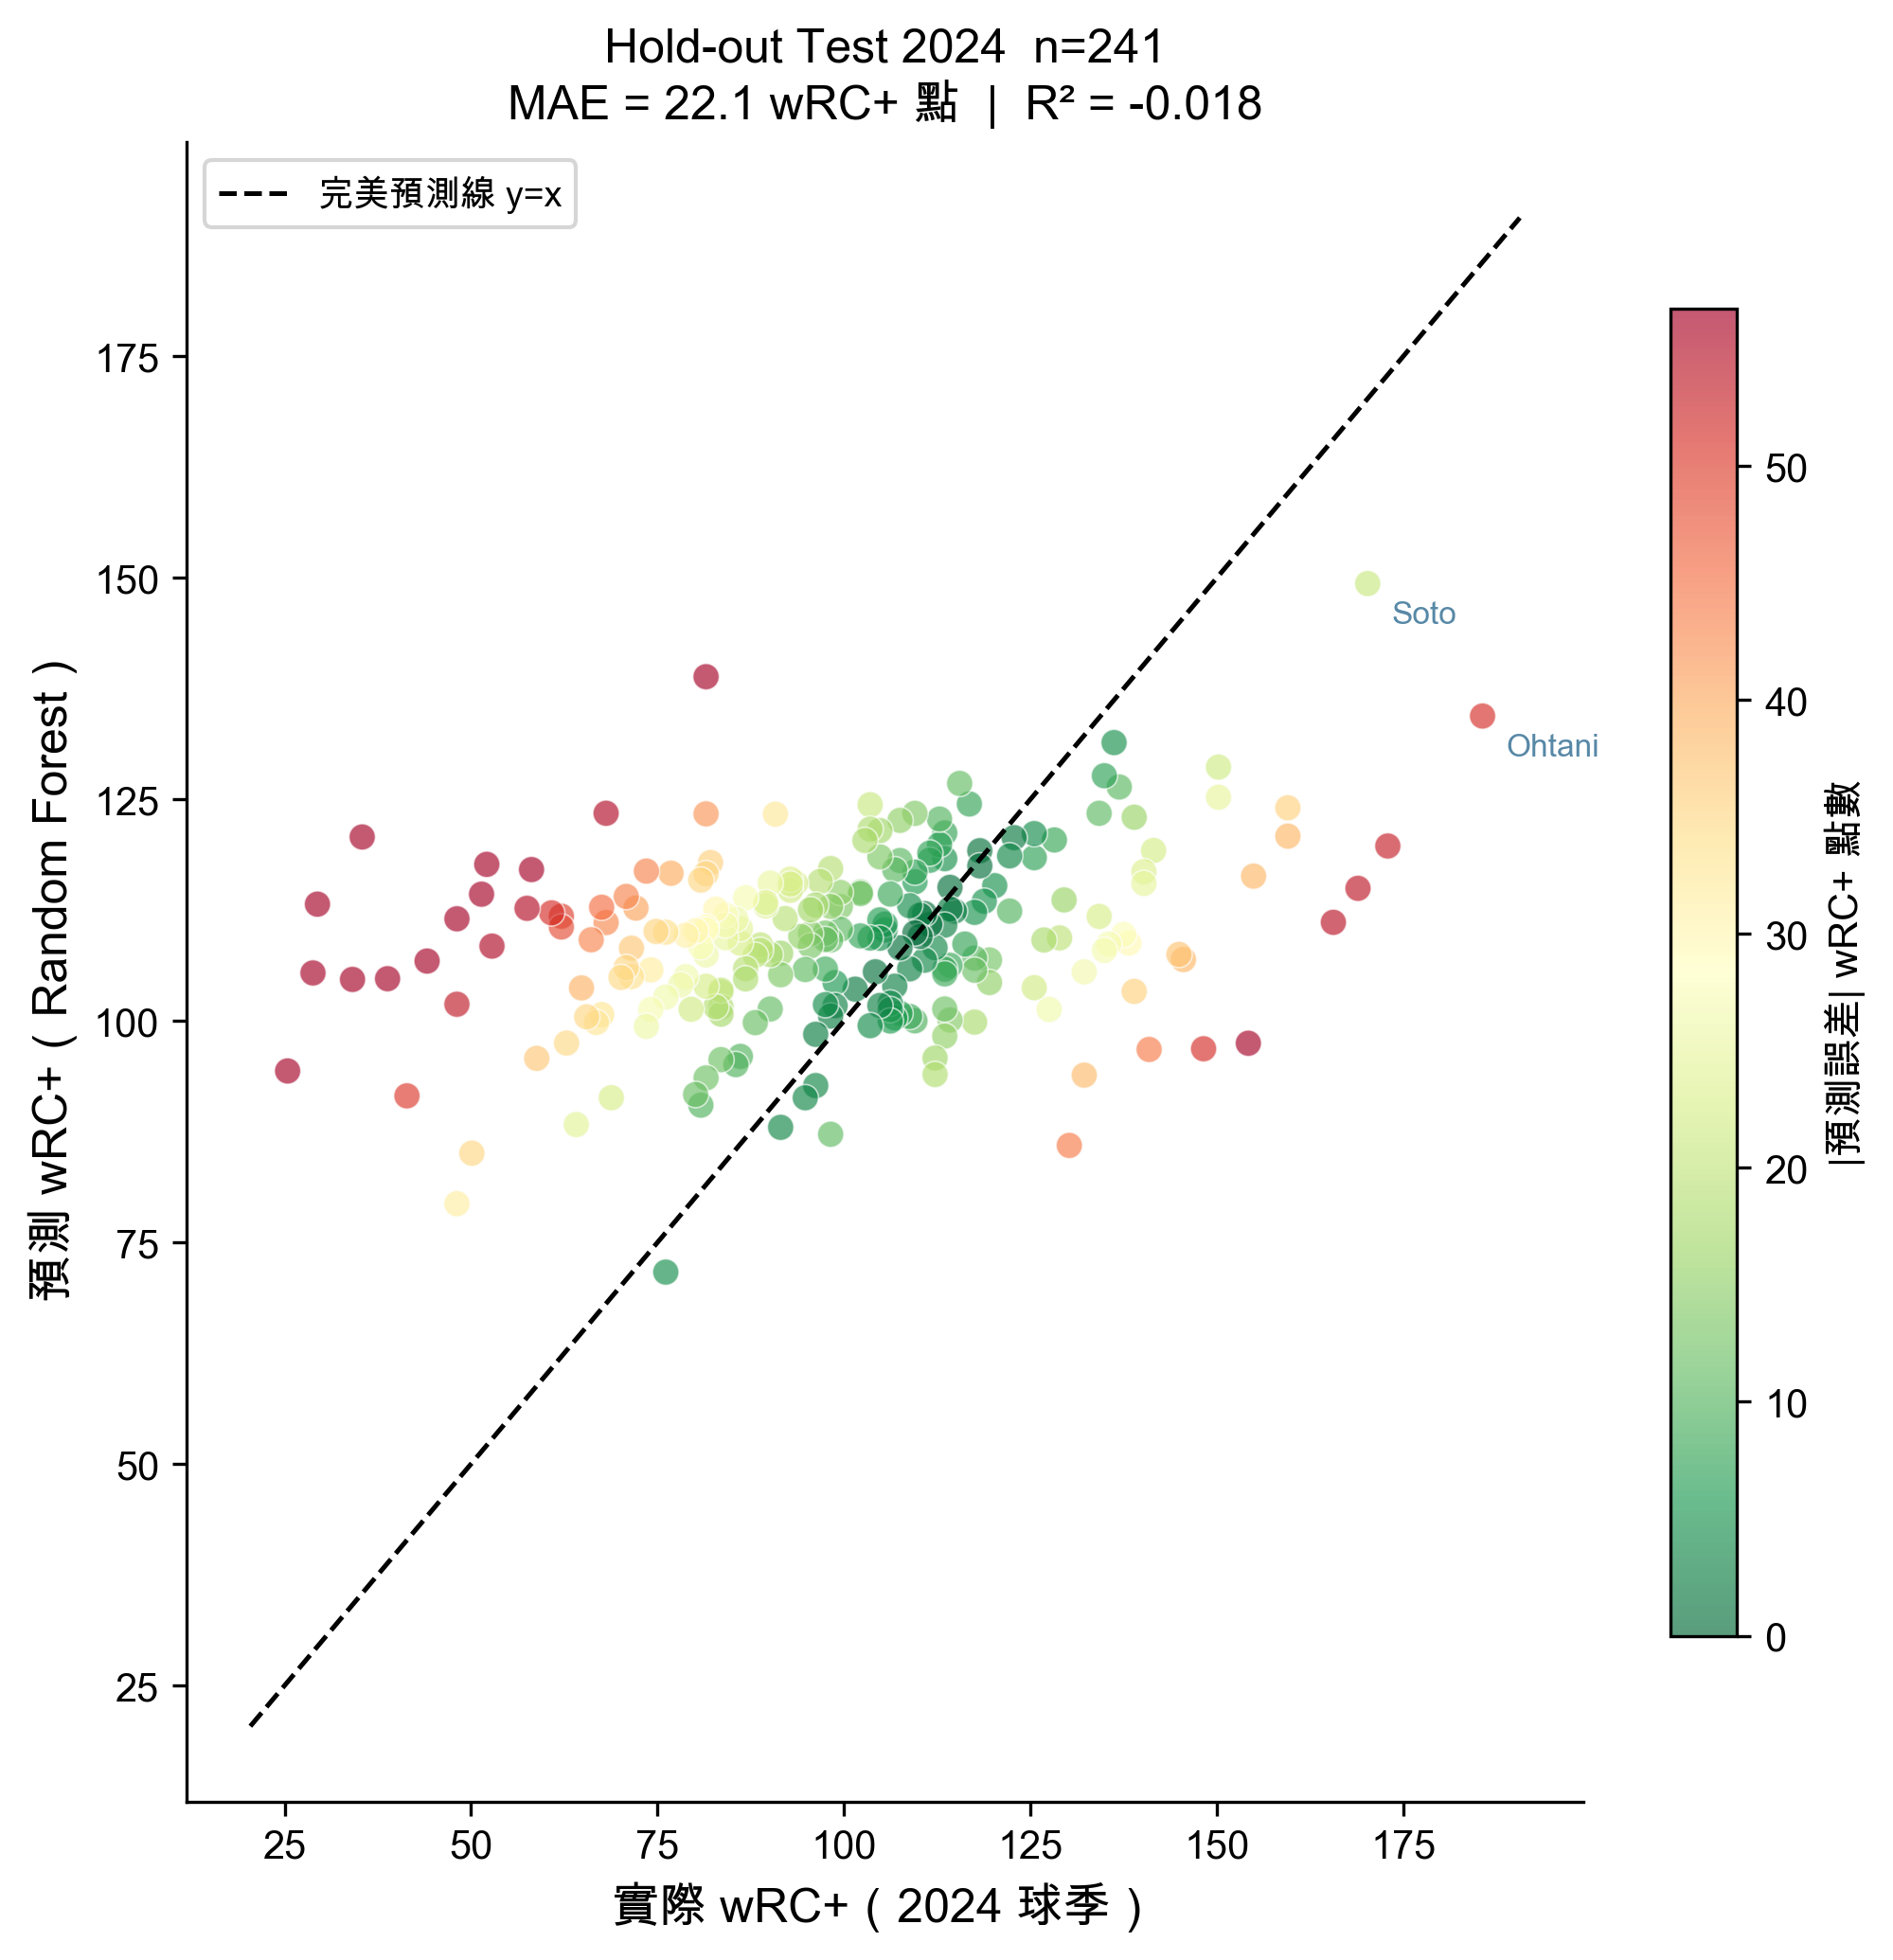 Hold-out Test 2024  n=241
MAE = 22.1 wRC+ 點  |  R² = -0.018
完美預測線 y=x
預測 wRC+ ( Random Forest )
175
150
125
100
75
50
25
Soto
Ohtani
25
50
75
100
125
150
175
實際 wRC+ ( 2024 球季 )
50
40
30
20
10
0
|預測誤差| wRC+ 點數